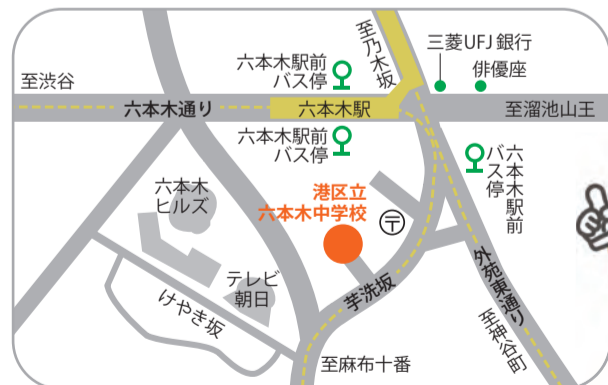 至乃木坂
三菱UFJ銀行
俳優座
六本木駅前
バス停
至渋谷
六本木通り
六本木駅
至溜池山王
六本木駅前
バス停
六本木駅前
バス停
六本木
ヒルズ
港区立
六本木中学校
〒
外苑東通り
至神谷町
テレビ
朝日
けやき坂
芋洗坂
至麻布十番